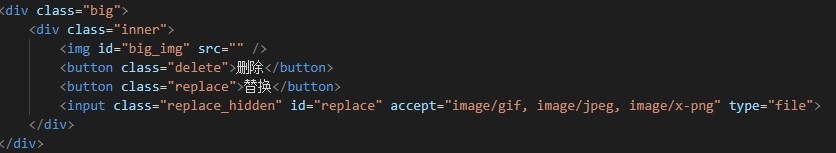 <div class="big">
<div class="inner">
<img id="big_img" src="" />
<button class="delete">删除</button>
<button class="replace">替换</button>
<input class="replace_hidden" id="replace" accept="image/gif, image/jpeg, image/x-png" type="file">
</div>
</div>